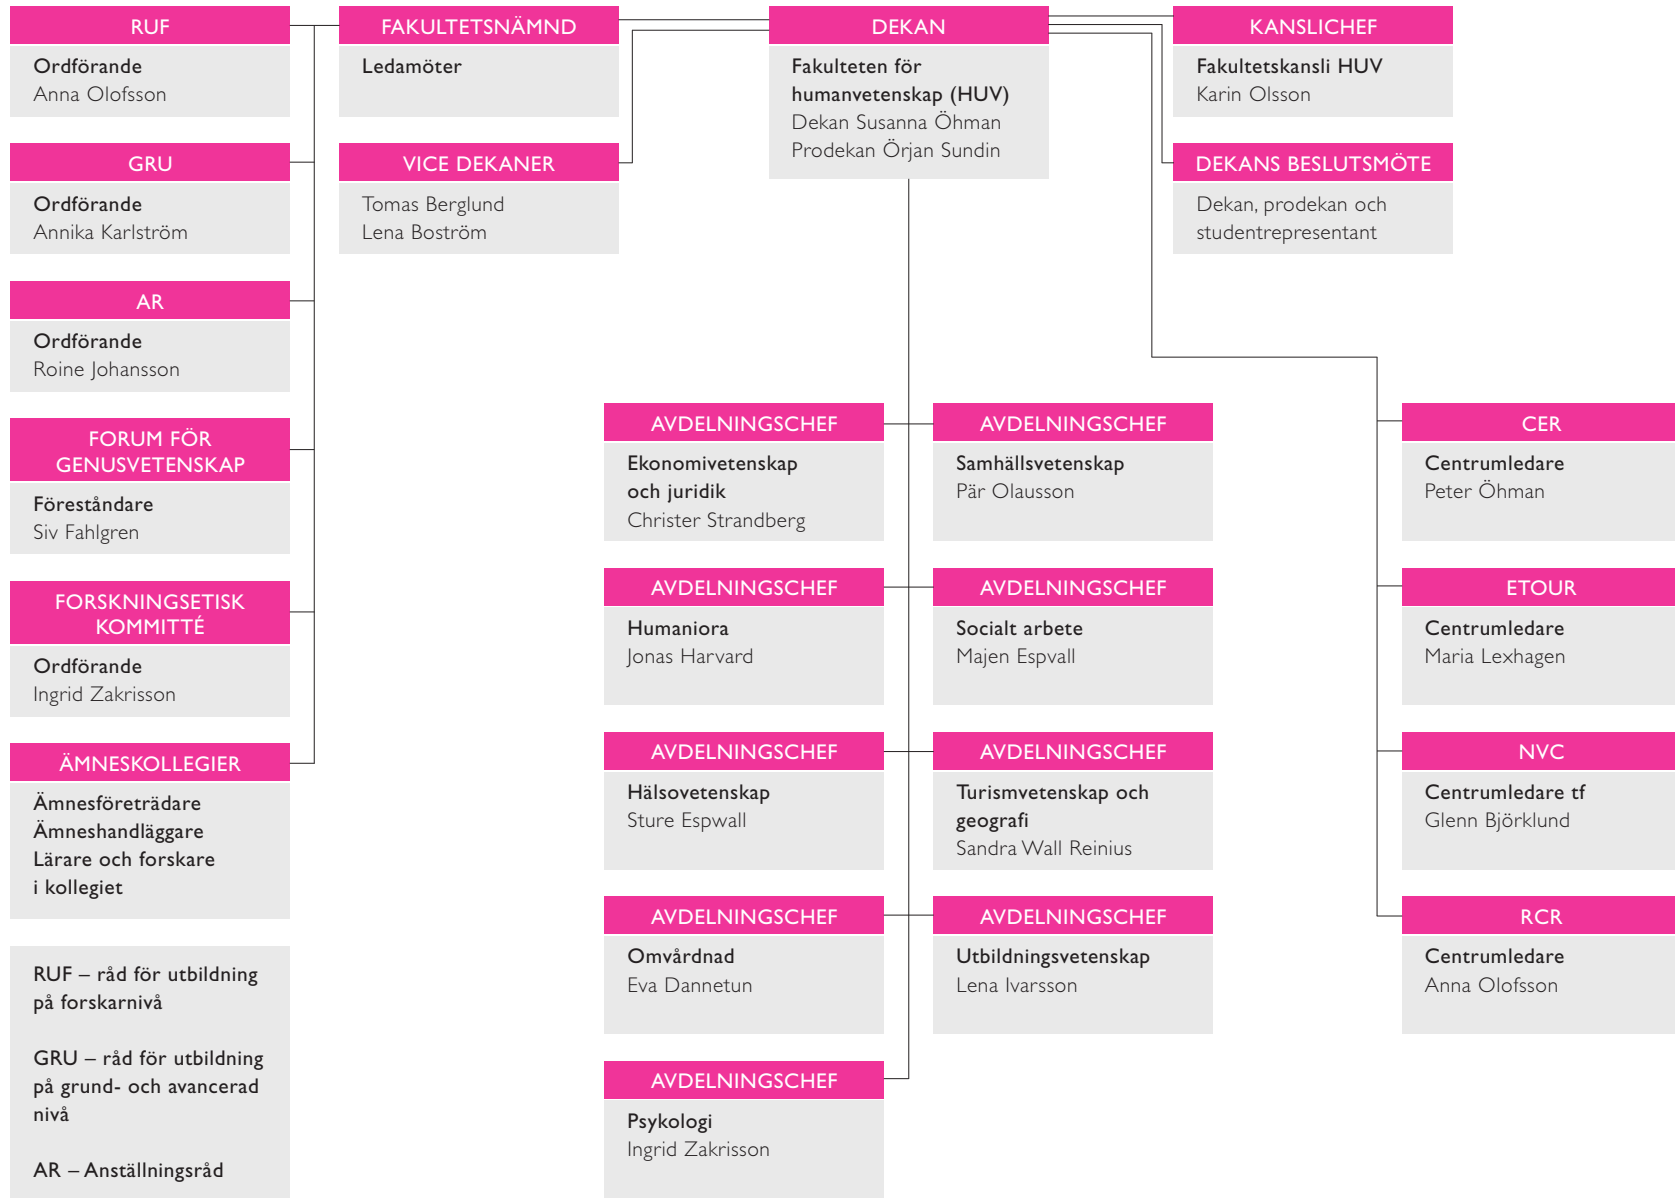 RUF
Ordförande
Anna Olofsson
GRU
Ordförande
Annika Karlström
AR
Ordförande
Roine Johansson
FORUM FÖR
GENUSVETENSKAP
Föreståndare
Siv Fahlgren
FORSKNINGSETISK
KOMMITTÉ
Ordförande
Ingrid Zakrisson
ÄMNESKOLLEGIER
Ämnesföreträdare
Ämneshandläggare
Lärare och forskare
i kollegiet
RUF – råd för utbildning
på forskarnivå
GRU – råd för utbildning
på grund- och avancerad
nivå
AR – Anställningsråd
FAKULTETSNÄMND
Ledamöter
VICE DEKANER
Tomas Berglund
Lena Boström
DEKAN
Fakulteten för
humanvetenskap (HUV)
Dekan Susanna Öhman
Prodekan Örjan Sundin
KANSLICHEF
Fakultetskansli HUV
Karin Olsson
DEKANS BESLUTSMÖTE
Dekan, prodekan och
studentrepresentant
AVDELNINGSCHEF
Ekonomivetenskap
och juridik
Christer Strandberg
AVDELNINGSCHEF
Samhällsvetenskap
Pär Olausson
AVDELNINGSCHEF
Humaniora
Jonas Harvard
AVDELNINGSCHEF
Socialt arbete
Majen Espvall
AVDELNINGSCHEF
Hälsovetenskap
Sture Espwall
AVDELNINGSCHEF
Turismvetenskap och
geografi
Sandra Wall Reinius
AVDELNINGSCHEF
Omvårdnad
Eva Dannetun
AVDELNINGSCHEF
Utbildningsvetenskap
Lena Ivarsson
AVDELNINGSCHEF
Psykologi
Ingrid Zakrisson
CER
Centrumledare
Peter Öhman
ETOUR
Centrumledare
Maria Lexhagen
NVC
Centrumledare tf
Glenn Björklund
RCR
Centrumledare
Anna Olofsson